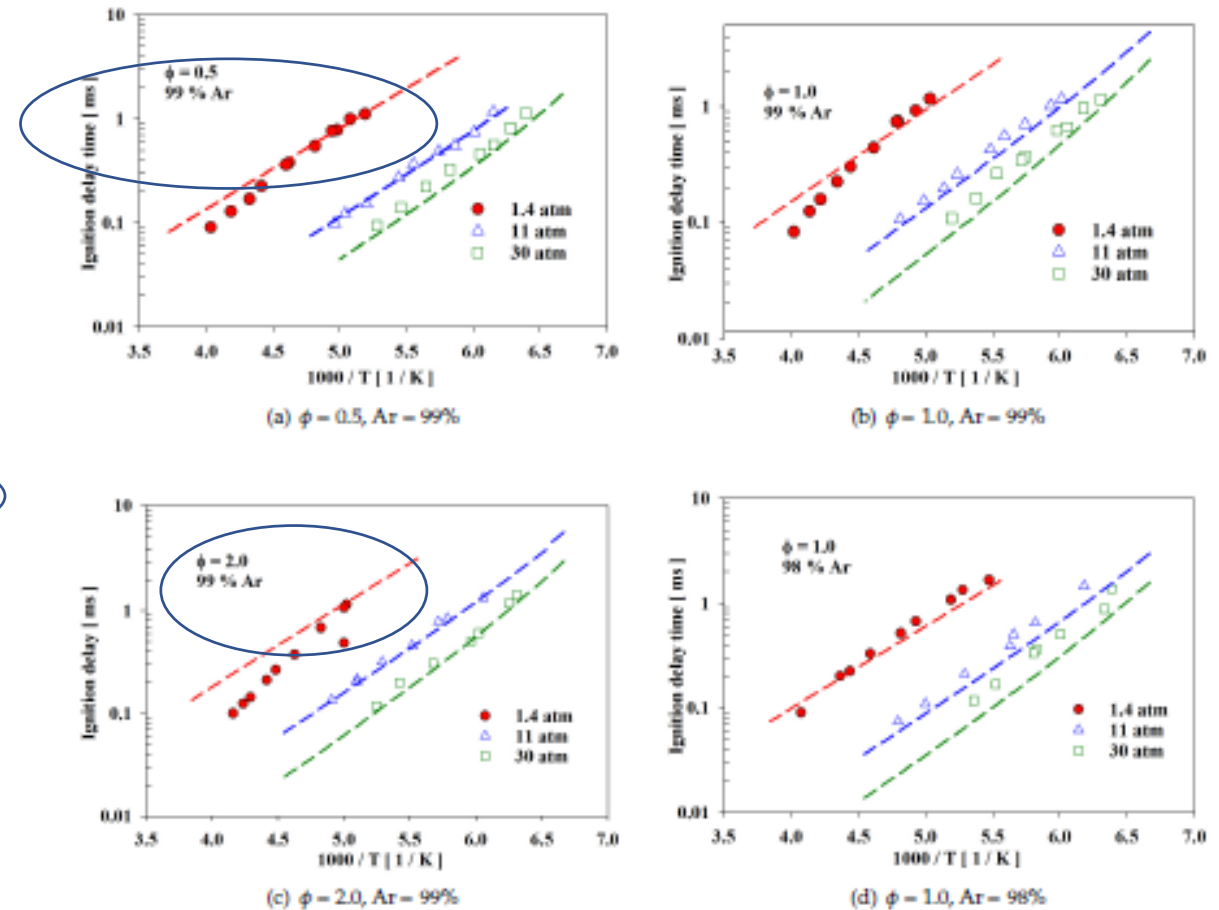 10
1
0.1
0.01
Ignition delay time [ ms ]
ϕ = 0.5
99 % Ar
1.4 atm
11 atm
30 atm
3.5 4.0 4.5 5.0 5.5 6.0 6.5 7.0
1000 / T [ 1 / K ]
(a) ϕ = 0.5, Ar = 99%
1
0.1
0.01
Ignition delay time [ ms ]
ϕ = 1.0
99 % Ar
1.4 atm
11 atm
30 atm
3.5 4.0 4.5 5.0 5.5 6.0 6.5 7.0
1000 / T [ 1 / K ]
(b) ϕ = 1.0, Ar = 99%
10
1
0.1
0.01
Ignition delay [ ms ]
ϕ = 2.0
99 % Ar
1.4 atm
11 atm
30 atm
3.5 4.0 4.5 5.0 5.5 6.0 6.5 7.0
1000 / T [ 1 / K ]
(c) ϕ = 2.0, Ar = 99%
10
1
0.1
0.01
Ignition delay time [ ms ]
ϕ = 1.0
98 % Ar
1.4 atm
11 atm
30 atm
3.5 4.0 4.5 5.0 5.5 6.0 6.5 7.0
1000 / T [ 1 / K ]
(d) ϕ = 1.0, Ar = 98%